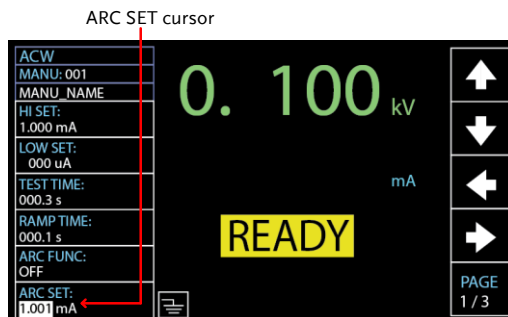 ARC SET cursor
ACW
MANU: 001
MANU_NAME
HI SET:
1.000 mA
LOW SET:
000 uA
TEST TIME:
000.3 s
RAMP TIME:
000.1 s
ARC FUNC:
OFF
ARC SET:
1.001 mA
0. 100 kV
mA
READY
PAGE
1 / 3